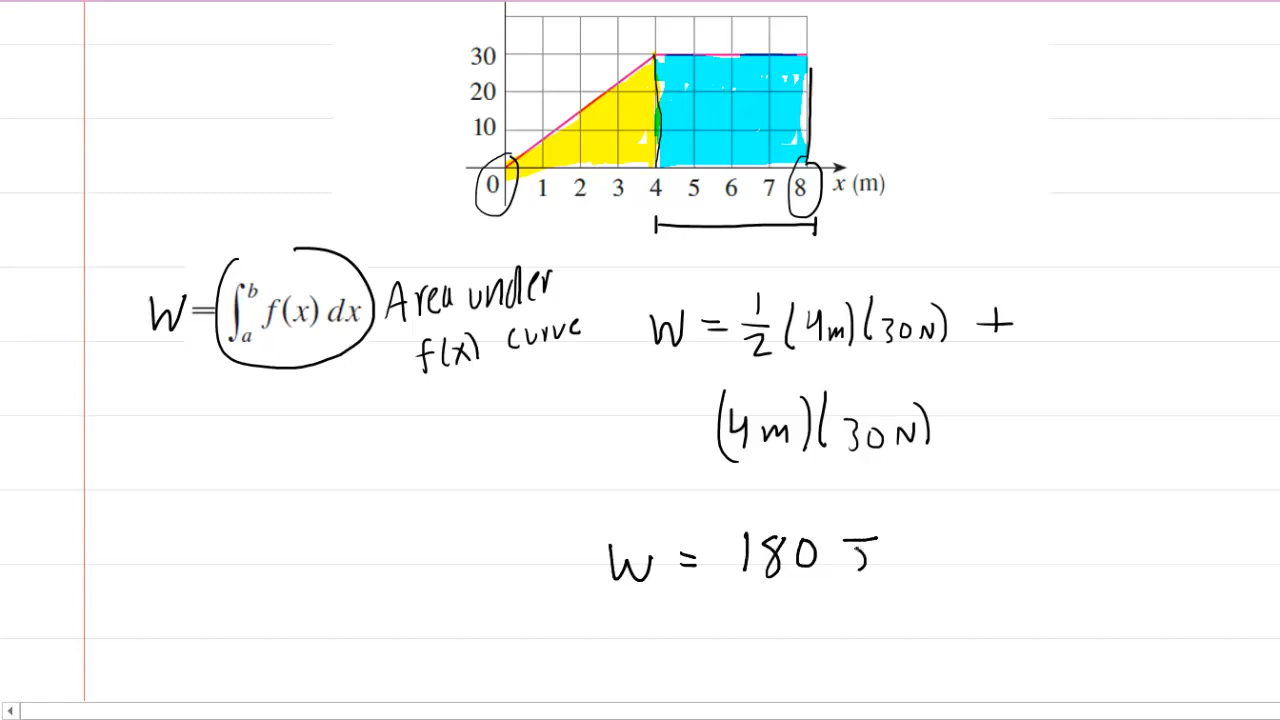 30
20
10
0 1 2 3 4 5 6 7 8 x (m)
W = ∫_a^b f(x) dx Area under
f(x) curve
W = 1/2 (4m)(30N) +
(4m)(30N)
W = 180 J